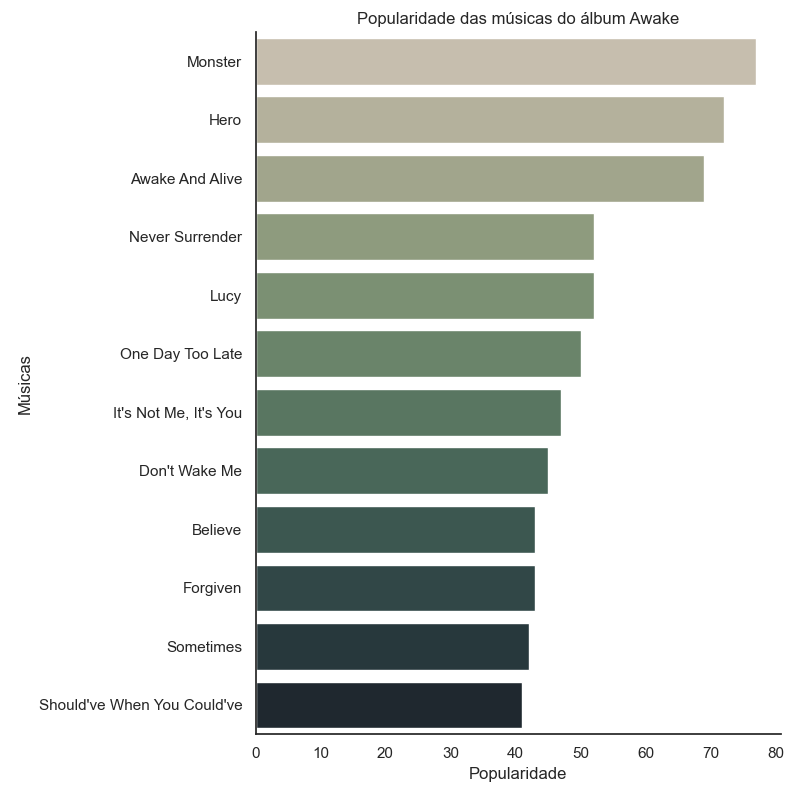 Popularidade das músicas do álbum Awake
Monster
Hero
Awake And Alive
Never Surrender
Lucy
One Day Too Late
It's Not Me, It's You
Don't Wake Me
Believe
Forgiven
Sometimes
Should've When You Could've
Músicas
0 10 20 30 40 50 60 70 80
Popularidade